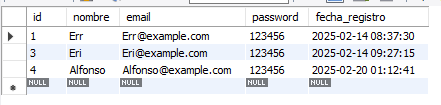 id nombre email password fecha_registro
1 Err Err@example.com 123456 2025-02-14 08:37:30
3 Eri Eri@example.com 123456 2025-02-14 09:27:15
4 Alfonso Alfonso@example.com 123456 2025-02-20 01:12:41
NULL NULL NULL NULL NULL